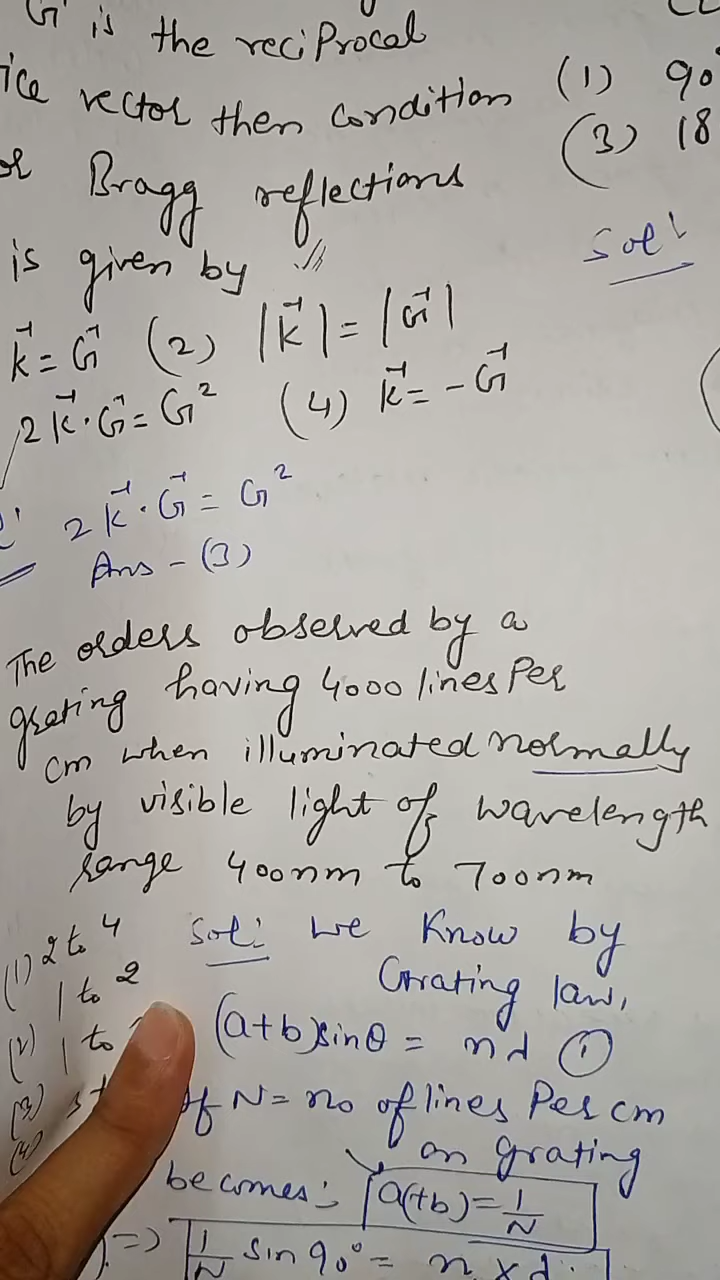 G is the reciprocal
ice vector then condition
Bragg reflections
is given by
k⃗ = G⃗ (2) |k⃗| = |G⃗|
2k⃗·G⃗ = G² (4) k⃗ = -G⃗
2k⃗·G⃗ = G²
Ans - (3)
(1) 90°
(3) 18
Sol:
The orders observed by a
grating having 4000 lines Per
cm when illuminated normally
by visible light of wavelength
range 400nm to 700nm
(1) 2 to 4
(2) 1 to 2
(3) 1 to
(4) 3 t
Sol: We Know by
Grating law,
(a+b)sinθ = nλ ①
If N = no of lines Per cm
on grating
becomes: (a+b) = 1/N
=> 1/N sin 90° = n x λ